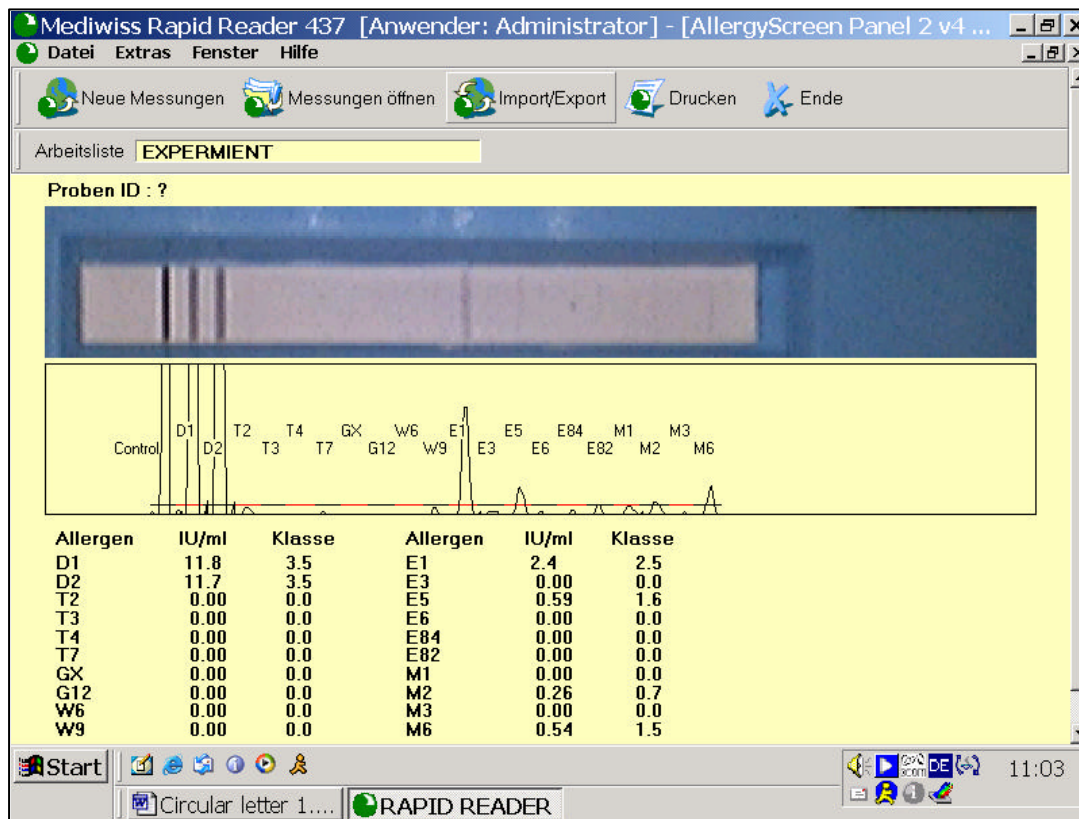 Mediwiss Rapid Reader 437 [Anwender: Administrator] - [AllergyScreen Panel 2 v4 ...
Datei Extras Fenster Hilfe
Neue Messungen Messungen öffnen Import/Export Drucken Ende
Arbeitsliste EXPERMIENT
Proben ID : ?
D1 T2 T4 GX W6 E1 E5 E84 M1 M3
Control D2 T3 T7 G12 W9 E3 E6 E82 M2 M6
Allergen IU/ml Klasse Allergen IU/ml Klasse
D1 11.8 3.5 E1 2.4 2.5
D2 11.7 3.5 E3 0.00 0.0
T2 0.00 0.0 E5 0.59 1.6
T3 0.00 0.0 E6 0.00 0.0
T4 0.00 0.0 E84 0.00 0.0
T7 0.00 0.0 E82 0.00 0.0
GX 0.00 0.0 M1 0.00 0.0
G12 0.00 0.0 M2 0.26 0.7
W6 0.00 0.0 M3 0.00 0.0
W9 0.00 0.0 M6 0.54 1.5
Start DE 11:03
Circular letter 1.... RAPID READER